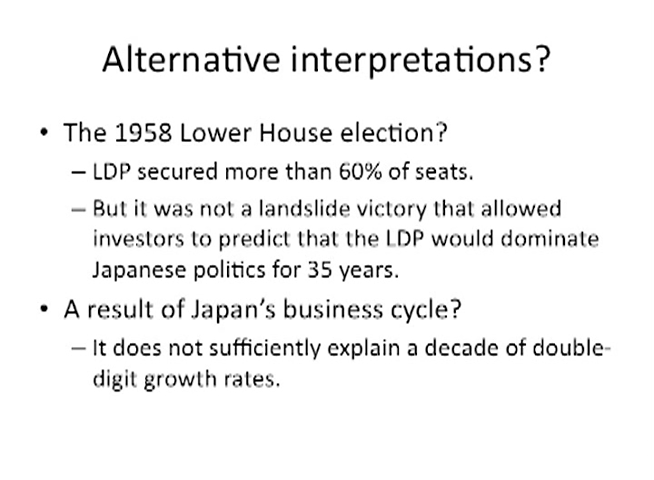 Alternative interpretations?
• The 1958 Lower House election?
– LDP secured more than 60% of seats.
– But it was not a landslide victory that allowed
investors to predict that the LDP would dominate
Japanese politics for 35 years.
• A result of Japan's business cycle?
– It does not sufficiently explain a decade of double-
digit growth rates.